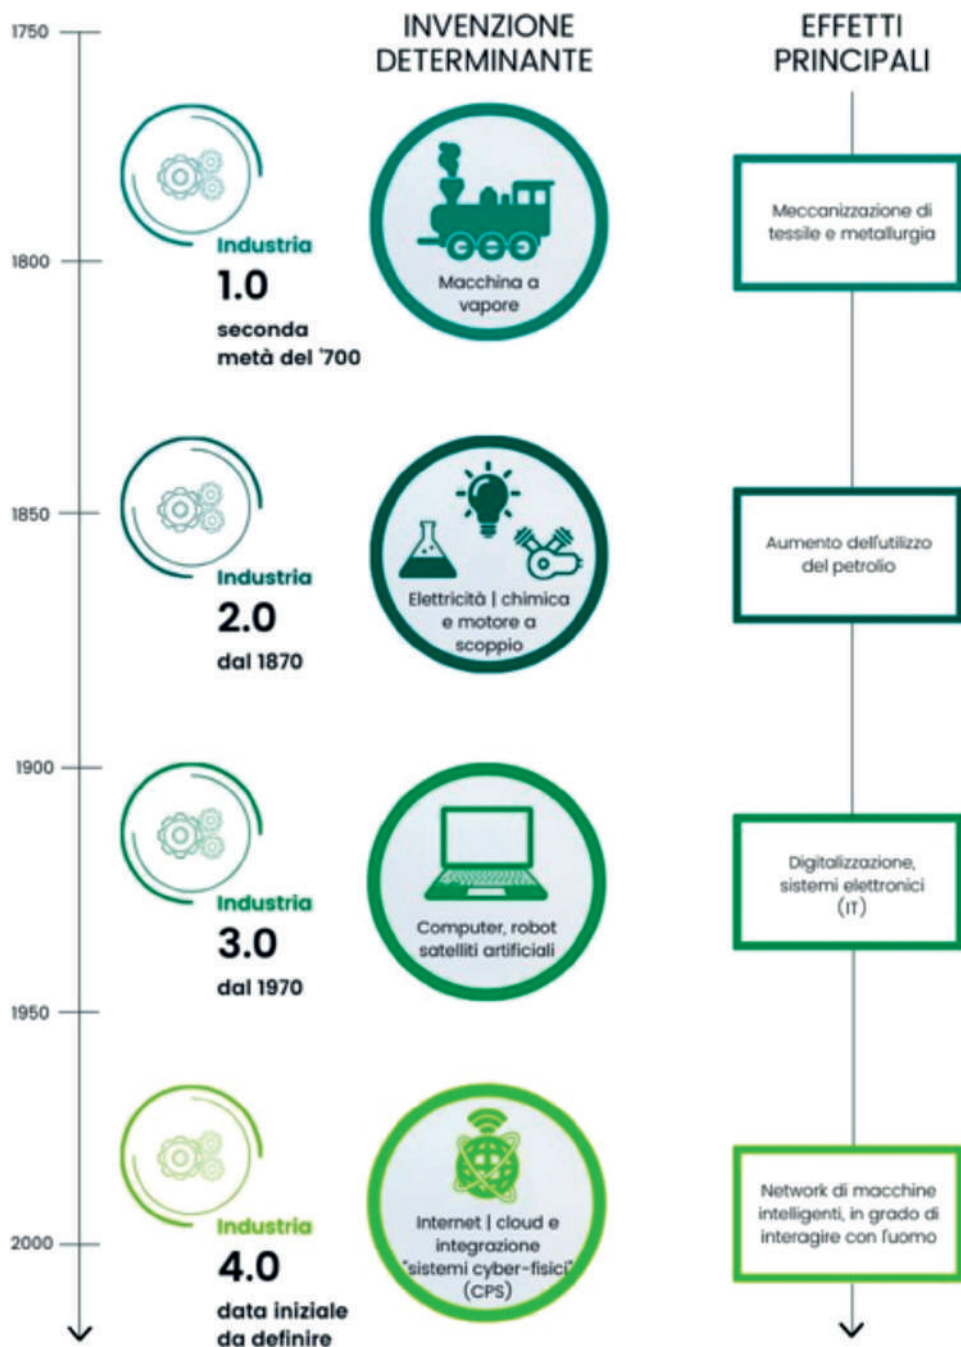 1750
INVENZIONE
DETERMINANTE
EFFETTI
PRINCIPALI
Industria
1.0
seconda
metà del '700
Macchina a
vapore
Meccanizzazione di
tessile e metallurgia
1800
1850
Industria
2.0
dal 1870
Elettricità | chimica
e motore a
scoppio
Aumento dell'utilizzo
del petrolio
1900
Industria
3.0
dal 1970
Computer, robot
satelliti artificiali
Digitalizzazione,
sistemi elettronici
(IT)
1950
Industria
4.0
data iniziale
da definire
Internet | cloud e
integrazione
"sistemi cyber-fisici"
(CPS)
Network di macchine
intelligenti, in grado di
interagire con l'uomo
2000